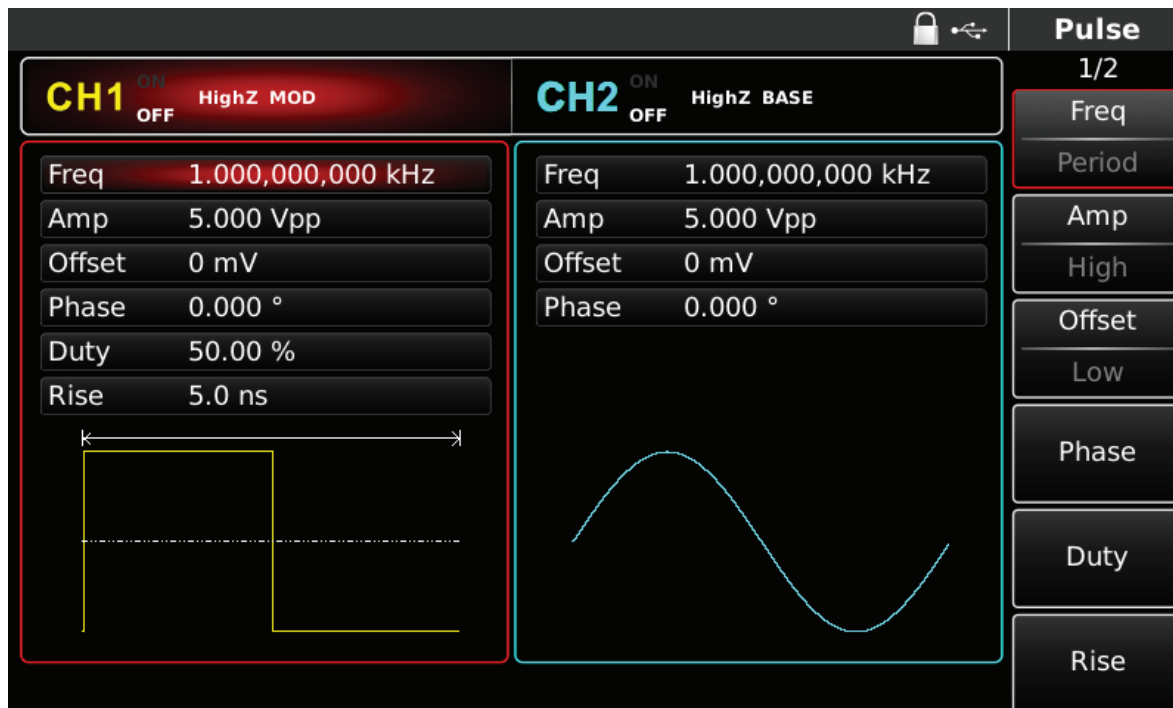 Pulse
CH1 ON OFF HighZ MOD
CH2 ON OFF HighZ BASE
Freq 1.000,000,000 kHz
Amp 5.000 Vpp
Offset 0 mV
Phase 0.000 °
Duty 50.00 %
Rise 5.0 ns
Freq 1.000,000,000 kHz
Amp 5.000 Vpp
Offset 0 mV
Phase 0.000 °
1/2
Freq
Period
Amp
High
Offset
Low
Phase
Duty
Rise